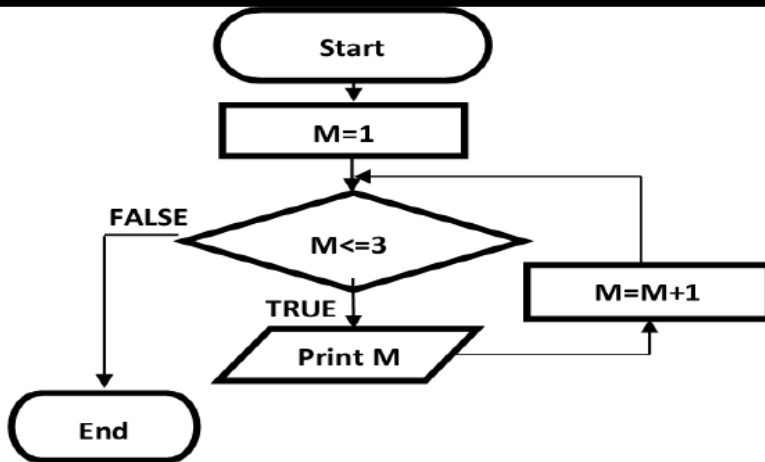 Start
M=1
FALSE
M<=3
M=M+1
TRUE
Print M
End